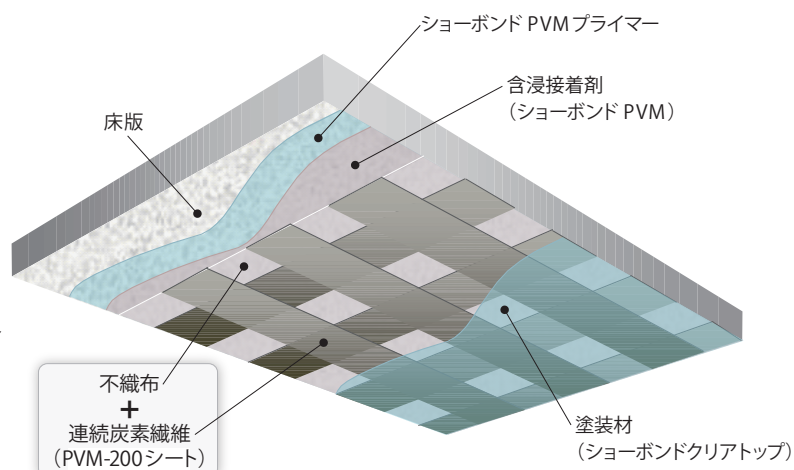 ショーボンド PVMプライマー
含浸接着剤
（ショーボンド PVM）
床版
不織布
+
連続炭素繊維
（PVM-200シート）
塗装材
（ショーボンドクリアトップ）